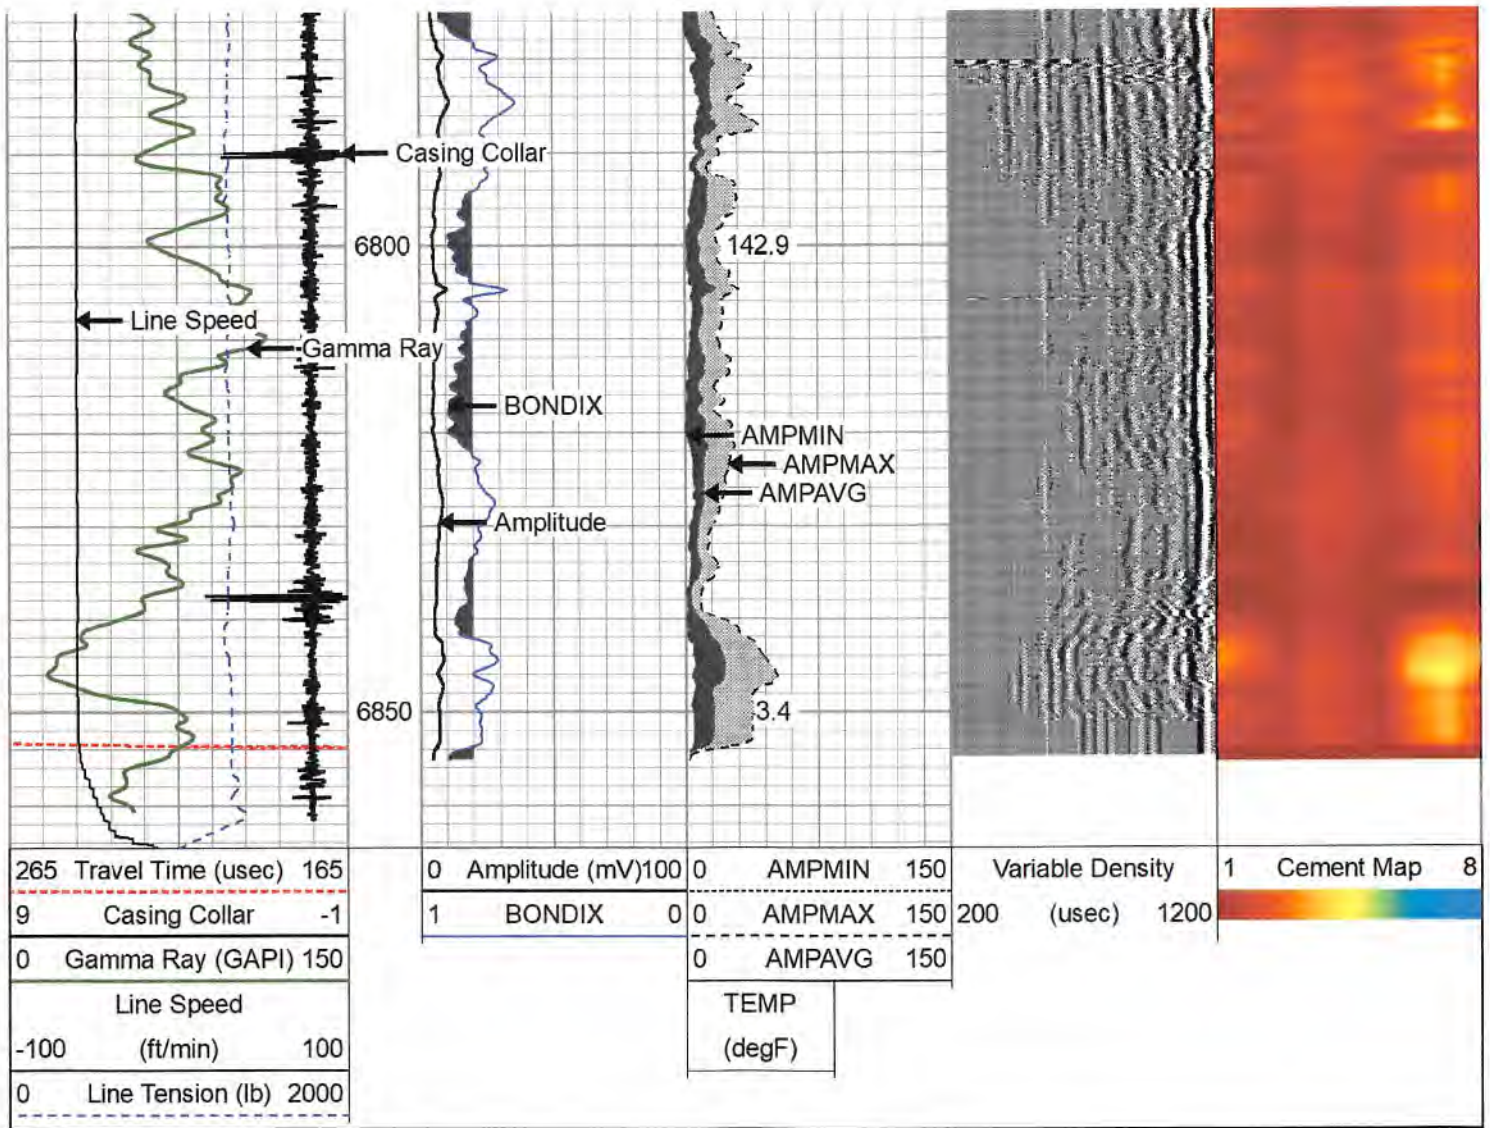 Casing Collar
6800
142.9
Line Speed
Gamma Ray
BONDIX
AMPMIN
AMPMAX
AMPAVG
Amplitude
6850
3.4
265 Travel Time (usec) 165
9 Casing Collar -1
0 Gamma Ray (GAPI) 150
Line Speed
-100 (ft/min) 100
0 Line Tension (lb) 2000
0 Amplitude (mV)100
1 BONDIX 0
0 AMPMIN 150
0 AMPMAX 150
0 AMPAVG 150
TEMP
(degF)
Variable Density
200 (usec) 1200
1 Cement Map 8